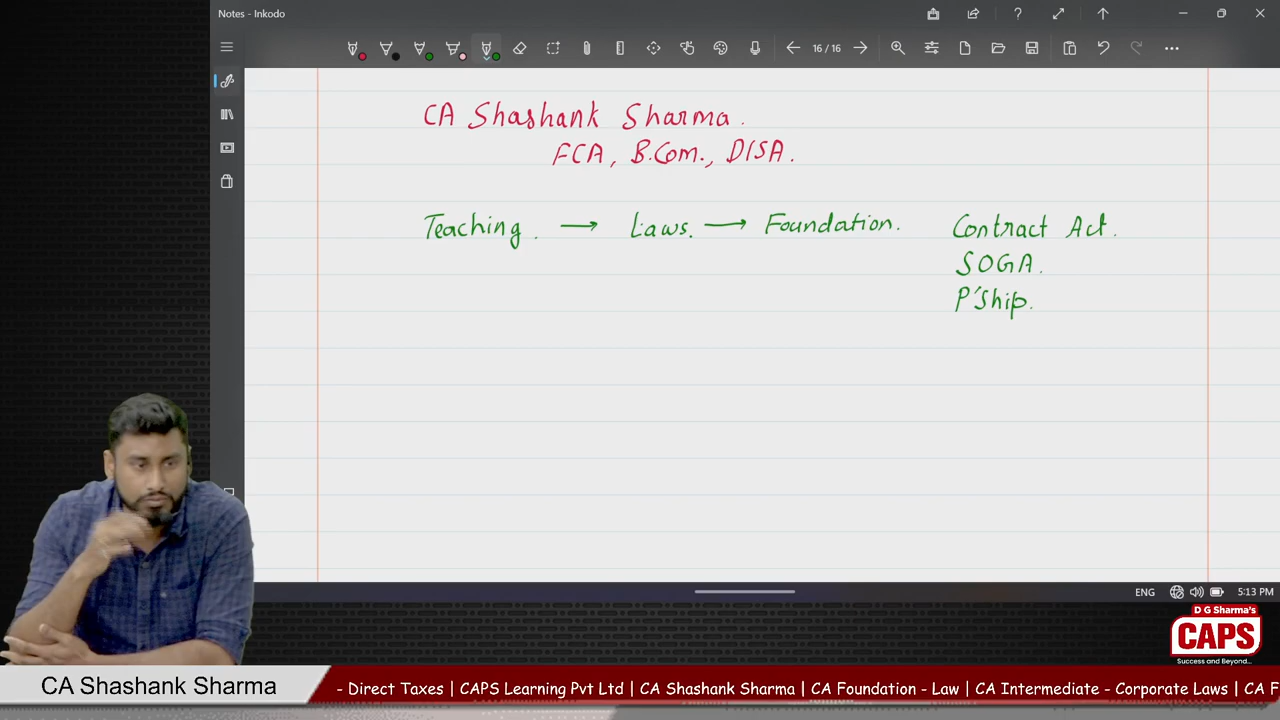 Notes - Inkodo
16/16
CA Shashank Sharma.
FCA, B.Com., DISA.
Teaching. → Laws. → Foundation. Contract Act.
SOGA.
P'Ship.
ENG 5:13 PM
D G Sharma's
CAPS
Success and Beyond...
CA Shashank Sharma
- Direct Taxes | CAPS Learning Pvt Ltd | CA Shashank Sharma | CA Foundation - Law | CA Intermediate - Corporate Laws | CA F